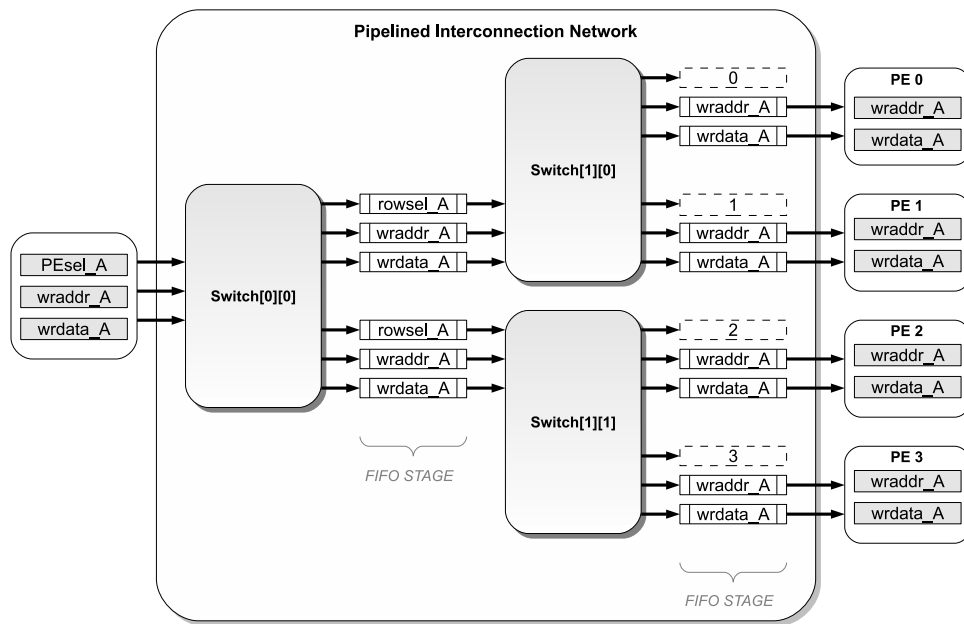 Pipelined Interconnection Network
PEsel_A
wraddr_A
wrdata_A
Switch[0][0]
rowsel_A
wraddr_A
wrdata_A
rowsel_A
wraddr_A
wrdata_A
FIFO STAGE
Switch[1][0]
Switch[1][1]
0
wraddr_A
wrdata_A
1
wraddr_A
wrdata_A
2
wraddr_A
wrdata_A
3
wraddr_A
wrdata_A
FIFO STAGE
PE 0
wraddr_A
wrdata_A
PE 1
wraddr_A
wrdata_A
PE 2
wraddr_A
wrdata_A
PE 3
wraddr_A
wrdata_A